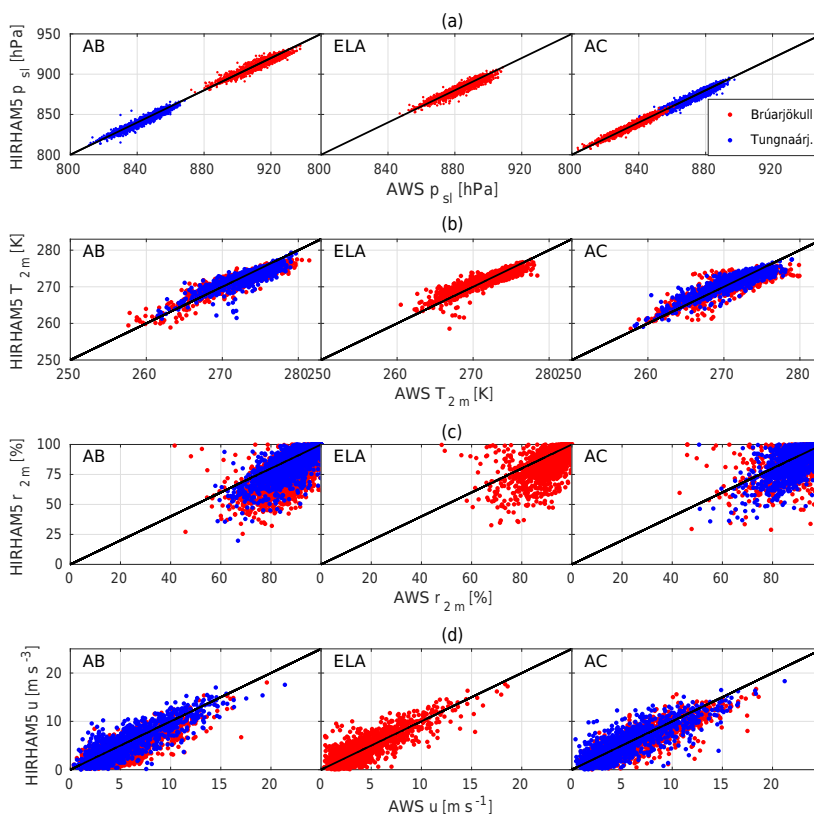 (a)
AB ELA AC
HIRHAM5 p sl [hPa]
950
900
850
800
800 840 880 920 800 840 880 920 800 840 880 920
AWS p sl [hPa]
Brúarjökull
Tungnaárj.
(b)
AB ELA AC
HIRHAM5 T 2 m [K]
280
270
260
250
250 260 270 280 250 260 270 280 250 260 270 280
AWS T 2 m [K]
(c)
AB ELA AC
HIRHAM5 r 2 m [%]
100
75
50
25
0
0 20 40 60 80 0 20 40 60 80 0 20 40 60 80
AWS r 2 m [%]
(d)
AB ELA AC
HIRHAM5 u [m s-3]
20
10
0
0 5 10 15 20 0 5 10 15 20 0 5 10 15 20
AWS u [m s-1]